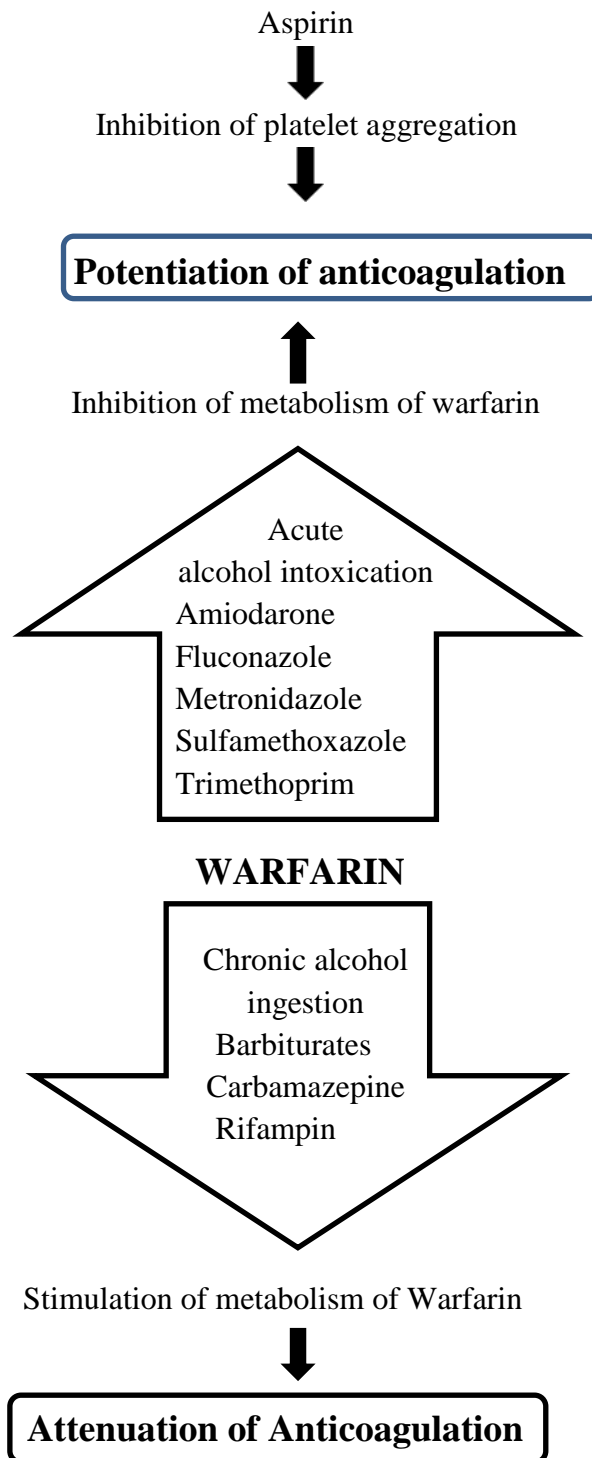 Aspirin
Inhibition of platelet aggregation
Potentiation of anticoagulation
Inhibition of metabolism of warfarin
Acute
alcohol intoxication
Amiodarone
Fluconazole
Metronidazole
Sulfamethoxazole
Trimethoprim
WARFARIN
Chronic alcohol
ingestion
Barbiturates
Carbamazepine
Rifampin
Stimulation of metabolism of Warfarin
Attenuation of Anticoagulation